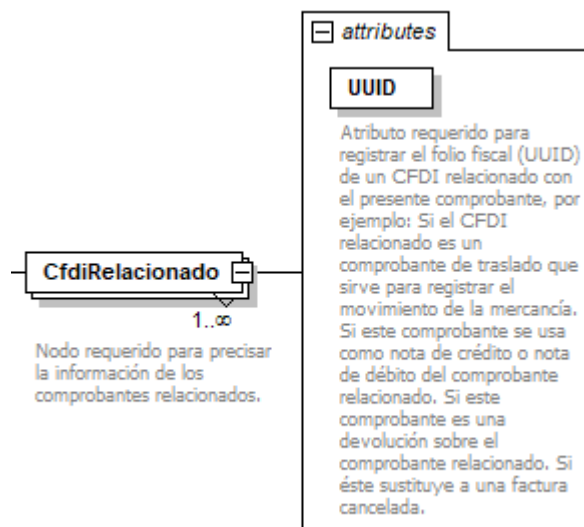 attributes
UUID
Atributo requerido para
registrar el folio fiscal (UUID)
de un CFDI relacionado con
el presente comprobante, por
ejemplo: Si el CFDI
relacionado es un
comprobante de traslado que
sirve para registrar el
movimiento de la mercancía.
Si este comprobante se usa
como nota de crédito o nota
de débito del comprobante
relacionado. Si este
comprobante es una
devolución sobre el
comprobante relacionado. Si
éste sustituye a una factura
cancelada.
CfdiRelacionado
1..∞
Nodo requerido para precisar
la información de los
comprobantes relacionados.